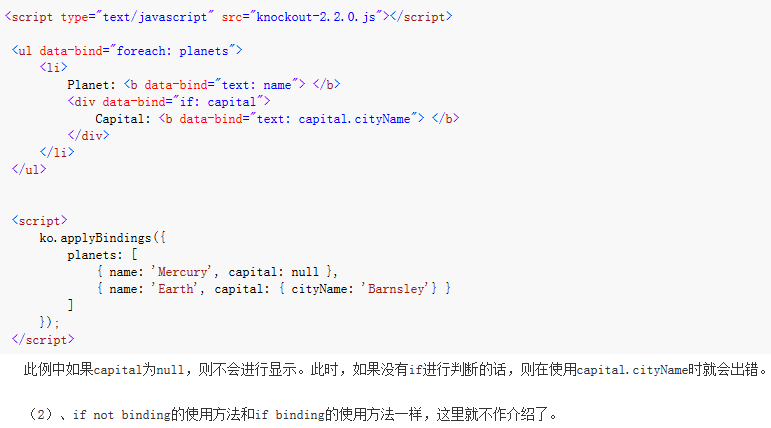 <script type="text/javascript" src="knockout-2.2.0.js"></script>
<ul data-bind="foreach: planets">
    <li>
        Planet: <b data-bind="text: name"> </b>
        <div data-bind="if: capital">
            Capital: <b data-bind="text: capital.cityName"> </b>
        </div>
    </li>
</ul>
<script>
    ko.applyBindings({
        planets: [
            { name: 'Mercury', capital: null },
            { name: 'Earth', capital: { cityName: 'Barnsley'} }
        ]
    });
</script>
此例中如果capital为null，则不会进行显示。此时，如果没有if进行判断的话，则在使用capital.cityName时就会出错。
（2）、if not binding的使用方法和if binding的使用方法一样，这里就不作介绍了。